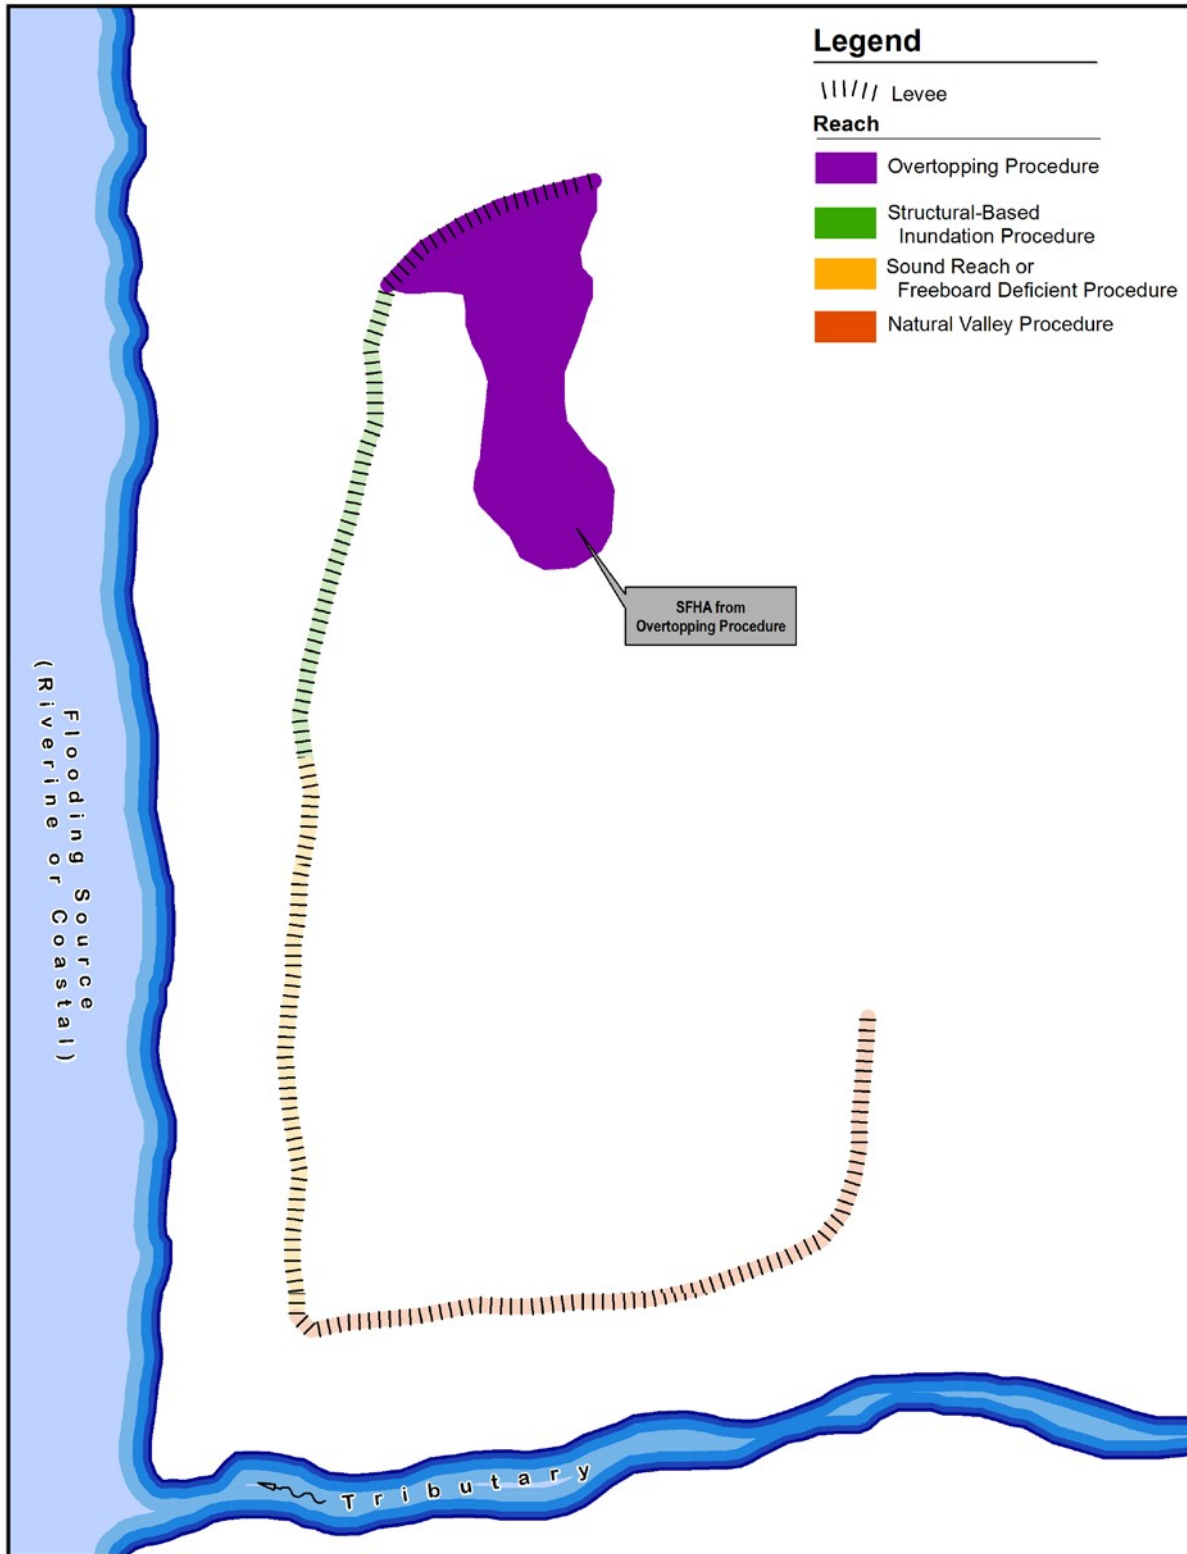 Legend
Levee
Reach
Overtopping Procedure
Structural-Based
Inundation Procedure
Sound Reach or
Freeboard Deficient Procedure
Natural Valley Procedure
SFHA from
Overtopping Procedure
Flooding Source
(Riverine or Coastal)
Tributary